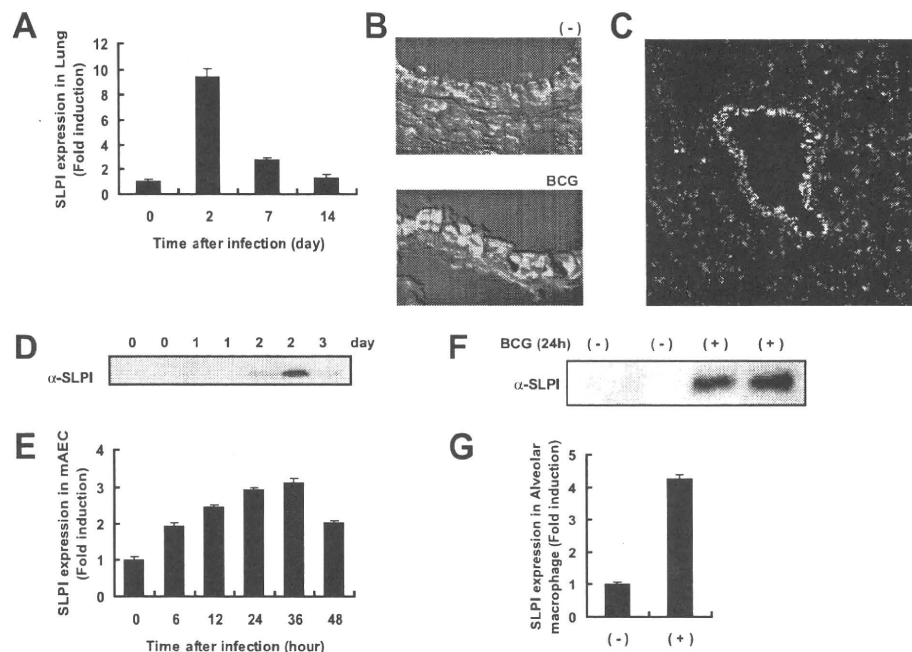 A
SLPI expression in Lung
(Fold induction)
12
10
8
6
4
2
0
0 2 7 14
Time after infection (day)
B
(-)
BCG
C
D
0 0 1 1 2 2 3 day
α-SLPI
E
SLPI expression in mAEC
(Fold induction)
4
3
2
1
0
0 6 12 24 36 48
Time after infection (hour)
F
BCG (24h) (-) (-) (+) (+)
α-SLPI
G
SLPI expression in Alveolar
macrophage (Fold induction)
5
4
3
2
1
0
(-) (+)